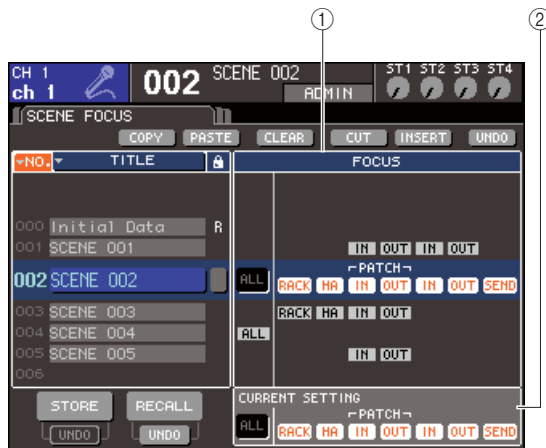 ① ②
CH 1 002 SCENE 002 ST1 ST2 ST3 ST4
ch 1 ADMIN
SCENE FOCUS
COPY PASTE CLEAR CUT INSERT UNDO
NO. TITLE FOCUS
000 Initial Data R
001 SCENE 001 IN OUT IN OUT
PATCH
002 SCENE 002 ALL RACK HA IN OUT IN OUT SEND
003 SCENE 003 RACK HA IN OUT
004 SCENE 004 ALL
005 SCENE 005 IN OUT
006
STORE RECALL CURRENT SETTING
PATCH
UNDO UNDO ALL RACK HA IN OUT IN OUT SEND